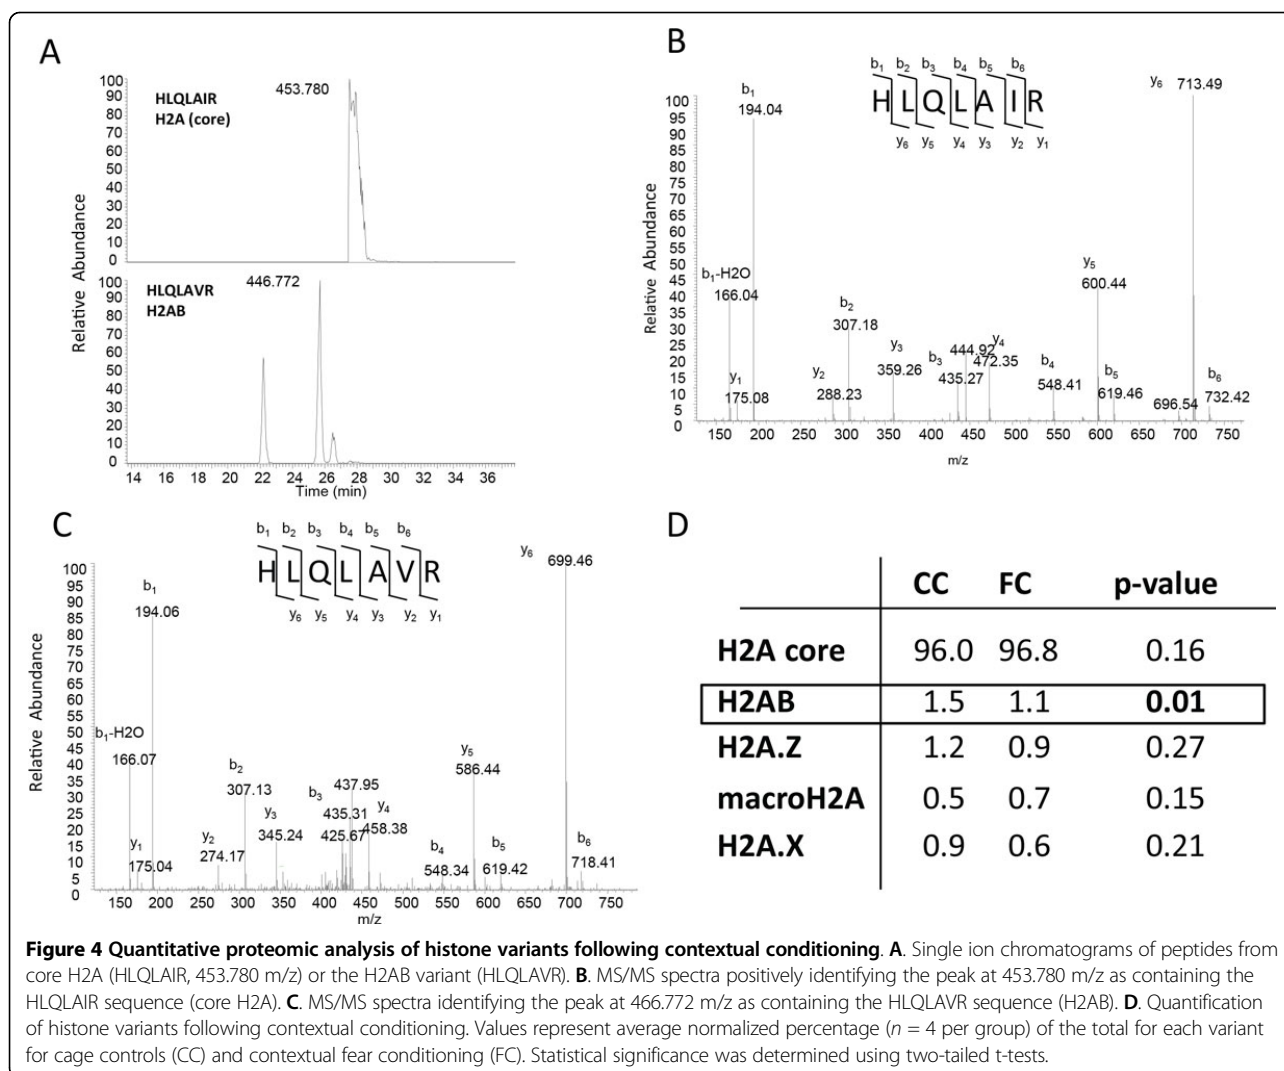 A
HLQLAIR
H2A (core)
453.780
Relative Abundance
100
90
80
70
60
50
40
30
20
10
0
HLQLAVR
H2AB
446.772
Relative Abundance
100
90
80
70
60
50
40
30
20
10
0
14 16 18 20 22 24 26 28 30 32 34 36
Time (min)
B
b1 b2 b3 b4 b5 b6
HLQLAIR
y6 y5 y4 y3 y2 y1
Relative Abundance
100
95
90
85
80
75
70
65
60
55
50
45
40
35
30
25
20
15
10
5
0
b1
194.04
b1-H2O
166.04
y1
175.08
y2
288.23
b2
307.18
y3
359.26
b3
435.27
444.92
y4
472.35
b4
548.41
y5
600.44
b5
619.46
696.54
y6 713.49
b6
732.42
150 200 250 300 350 400 450 500 550 600 650 700 750
m/z
C
b1 b2 b3 b4 b5 b6
HLQLAVR
y6 y5 y4 y3 y2 y1
Relative Abundance
100
95
90
85
80
75
70
65
60
55
50
45
40
35
30
25
20
15
10
5
0
b1
194.06
b1-H2O
166.07
y1
175.04
y2
274.17
b2
307.13
y3
345.24
b3
437.95
435.31
425.67
y4
458.38
b4
548.34
y5
586.44
b5
619.42
y6
699.46
b6
718.41
150 200 250 300 350 400 450 500 550 600 650 700 750
m/z
D
CC FC p-value
H2A core 96.0 96.8 0.16
H2AB 1.5 1.1 0.01
H2A.Z 1.2 0.9 0.27
macroH2A 0.5 0.7 0.15
H2A.X 0.9 0.6 0.21
Figure 4 Quantitative proteomic analysis of histone variants following contextual conditioning. A. Single ion chromatograms of peptides from
core H2A (HLQLAIR, 453.780 m/z) or the H2AB variant (HLQLAVR). B. MS/MS spectra positively identifying the peak at 453.780 m/z as containing the
HLQLAIR sequence (core H2A). C. MS/MS spectra identifying the peak at 466.772 m/z as containing the HLQLAVR sequence (H2AB). D. Quantification
of histone variants following contextual conditioning. Values represent average normalized percentage (n = 4 per group) of the total for each variant
for cage controls (CC) and contextual fear conditioning (FC). Statistical significance was determined using two-tailed t-tests.